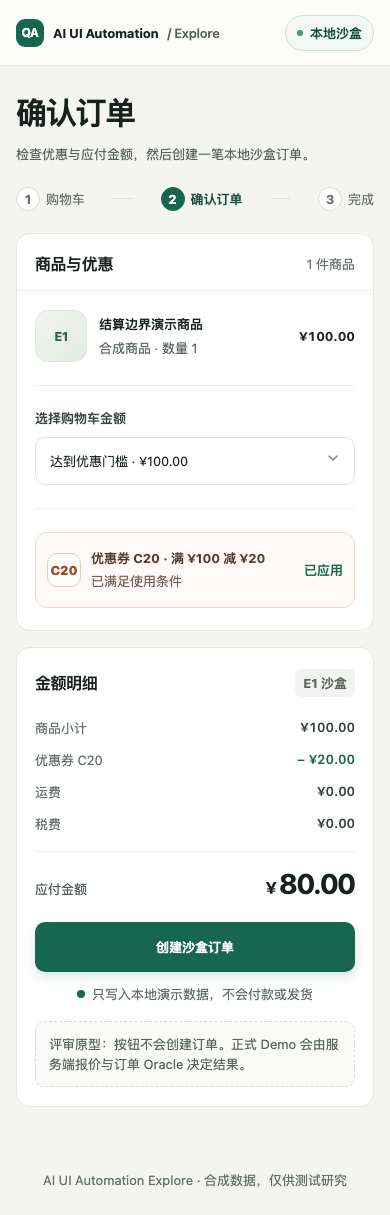 QA AI UI Automation / Explore 本地沙盒
确认订单
检查优惠与应付金额，然后创建一笔本地沙盒订单。
1 购物车 2 确认订单 3 完成
商品与优惠 1 件商品
E1 结算边界演示商品 ¥100.00
合成商品 · 数量 1
选择购物车金额
达到优惠门槛 · ¥100.00
C20 优惠券 C20 · 满 ¥100 减 ¥20 已应用
已满足使用条件
金额明细 E1 沙盒
商品小计 ¥100.00
优惠券 C20 − ¥20.00
运费 ¥0.00
税费 ¥0.00
应付金额 ¥80.00
创建沙盒订单
只写入本地演示数据，不会付款或发货
评审原型：按钮不会创建订单。正式 Demo 会由服
务端报价与订单 Oracle 决定结果。
AI UI Automation Explore · 合成数据，仅供测试研究